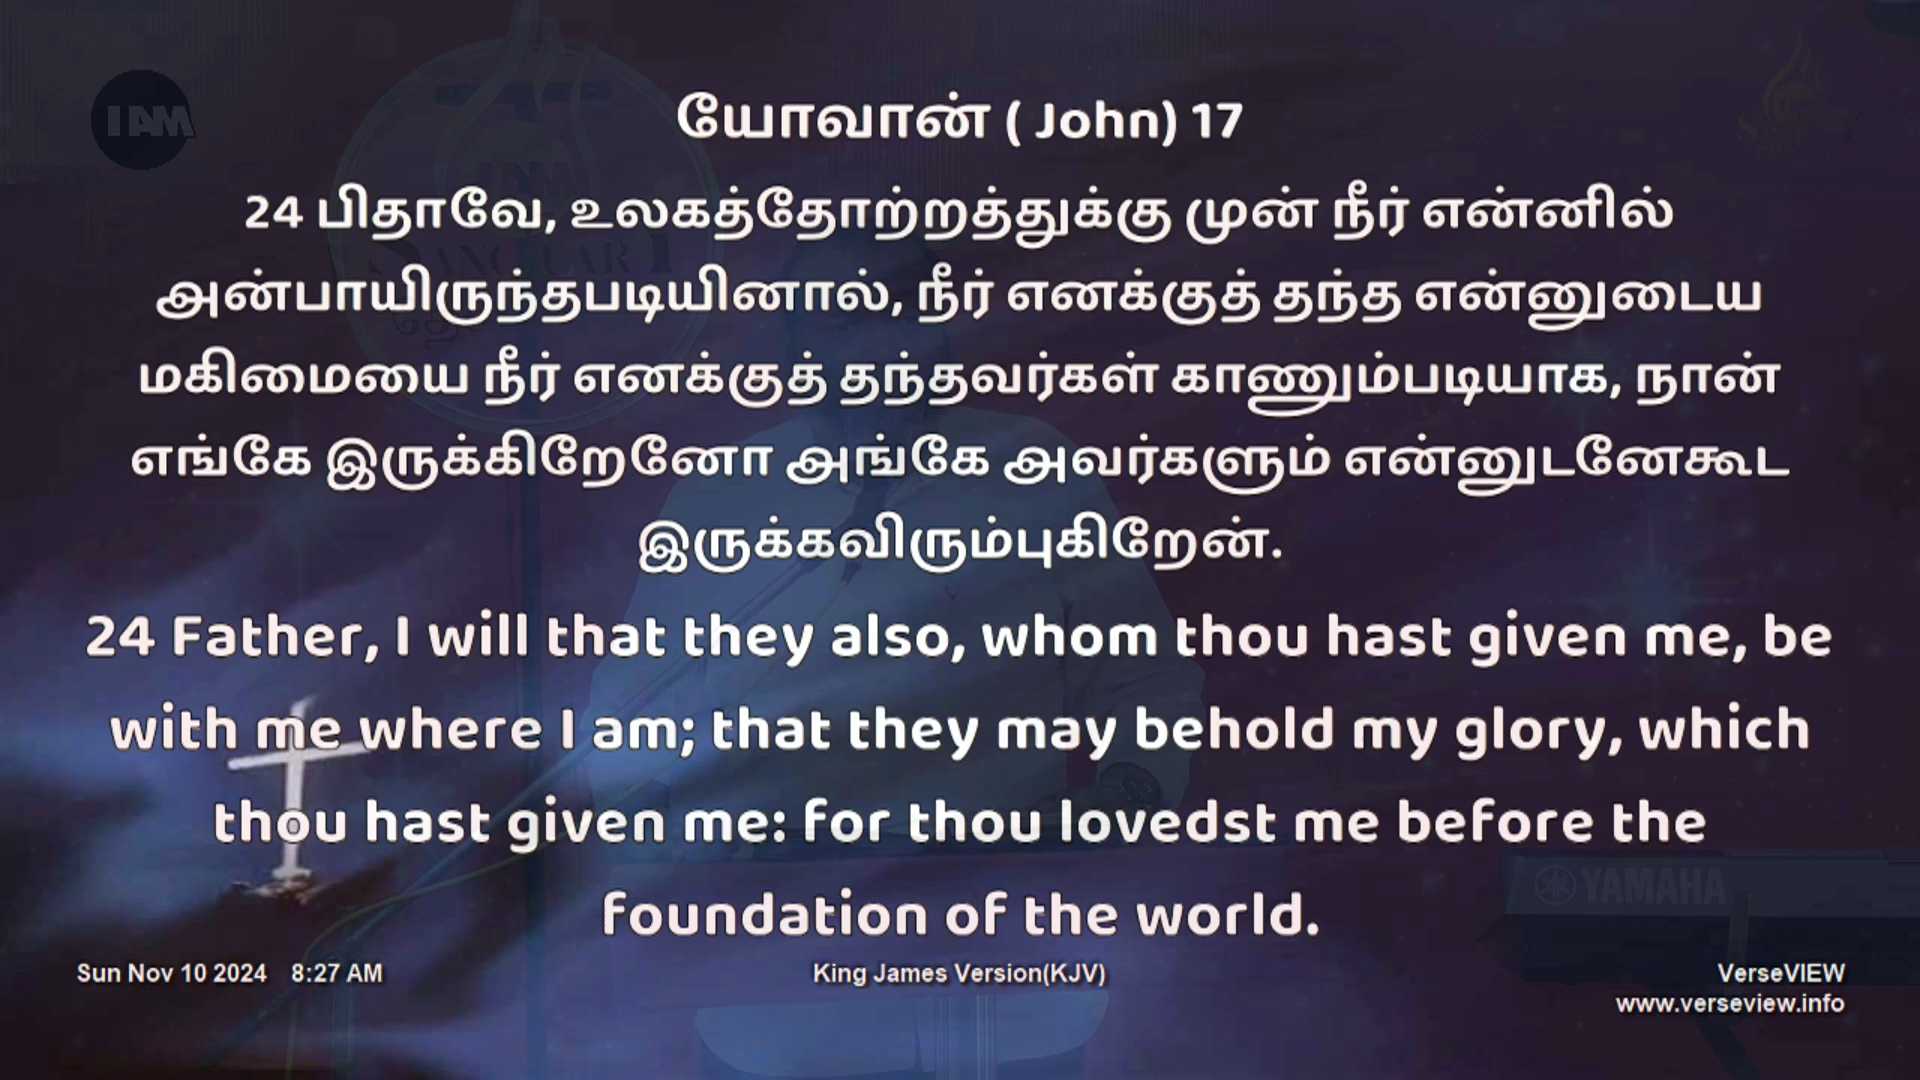 I AM
யோவான் ( John) 17
24 பிதாவே, உலகத்தோற்றத்துக்கு முன் நீர் என்னில்
அன்பாயிருந்தபடியினால், நீர் எனக்குத் தந்த என்னுடைய
மகிமையை நீர் எனக்குத் தந்தவர்கள் காணும்படியாக, நான்
எங்கே இருக்கிறேனோ அங்கே அவர்களும் என்னுடனேகூட
இருக்கவிரும்புகிறேன்.
24 Father, I will that they also, whom thou hast given me, be
with me where I am; that they may behold my glory, which
thou hast given me: for thou lovedst me before the
foundation of the world.
YAMAHA
Sun Nov 10 2024 8:27 AM
King James Version(KJV)
VerseVIEW
www.verseview.info